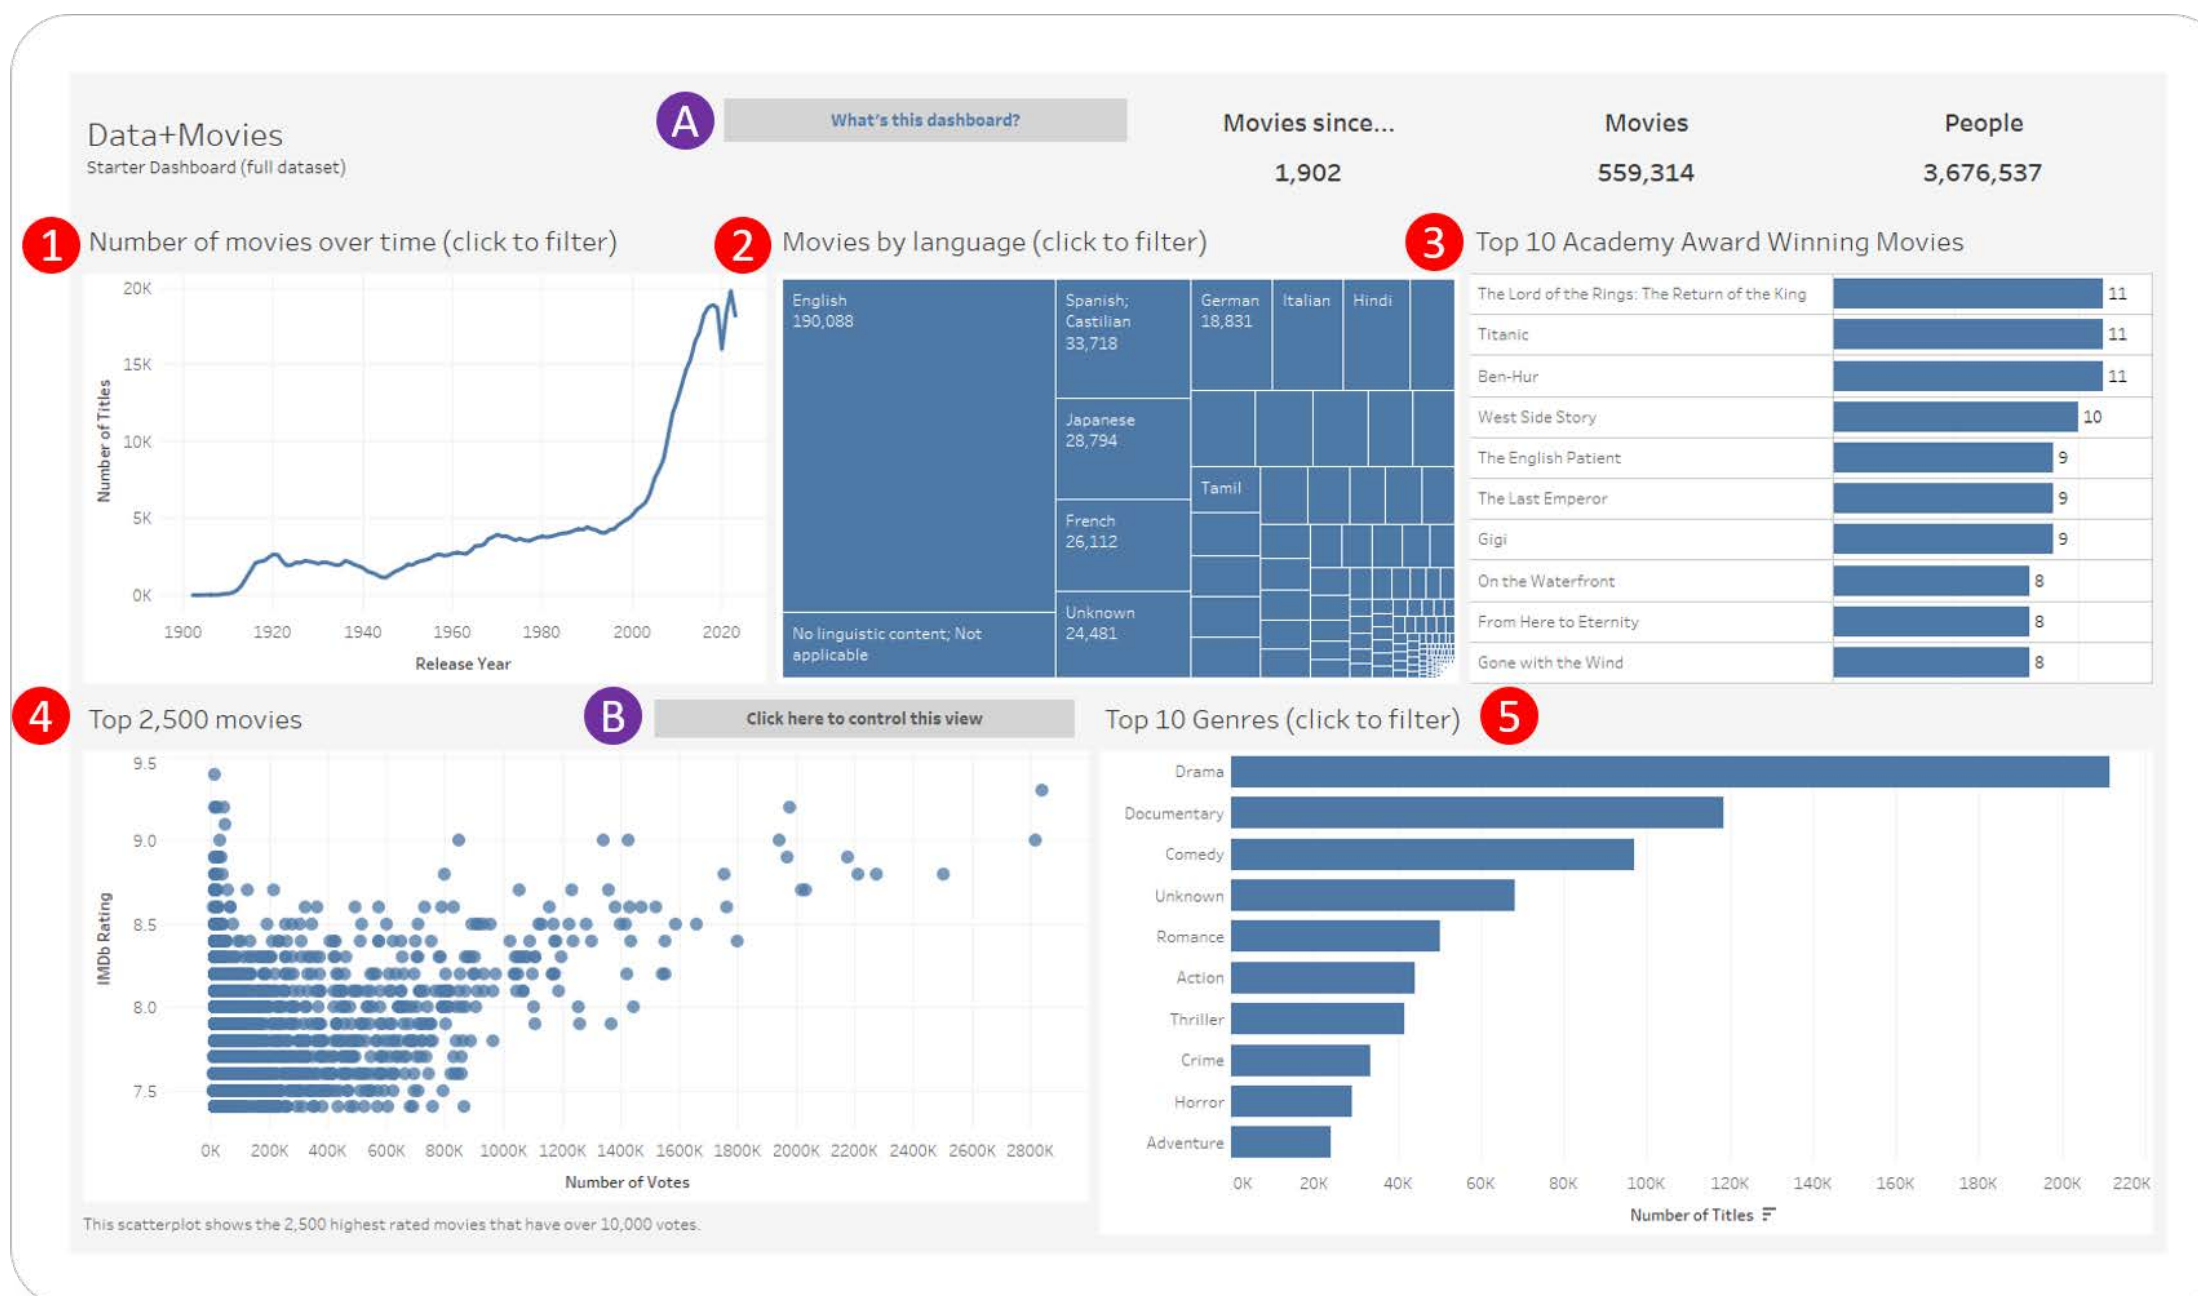 Data+Movies
Starter Dashboard (full dataset)
A
What's this dashboard?
Movies since...
1,902
Movies
559,314
People
3,676,537
1
Number of movies over time (click to filter)
20K
15K
10K
5K
0K
Number of Titles
1900 1920 1940 1960 1980 2000 2020
Release Year
2
Movies by language (click to filter)
English
190,088
No linguistic content; Not
applicable
Spanish;
Castilian
33,718
Japanese
28,794
French
26,112
Unknown
24,481
German
18,831
Italian
Hindi
Tamil
3
Top 10 Academy Award Winning Movies
The Lord of the Rings: The Return of the King 11
Titanic 11
Ben-Hur 11
West Side Story 10
The English Patient 9
The Last Emperor 9
Gigi 9
On the Waterfront 8
From Here to Eternity 8
Gone with the Wind 8
4
Top 2,500 movies
B
Click here to control this view
9.5
9.0
8.5
8.0
7.5
IMDb Rating
0K 200K 400K 600K 800K 1000K 1200K 1400K 1600K 1800K 2000K 2200K 2400K 2600K 2800K
Number of Votes
This scatterplot shows the 2,500 highest rated movies that have over 10,000 votes.
Top 10 Genres (click to filter)
5
Drama
Documentary
Comedy
Unknown
Romance
Action
Thriller
Crime
Horror
Adventure
0K 20K 40K 60K 80K 100K 120K 140K 160K 180K 200K 220K
Number of Titles